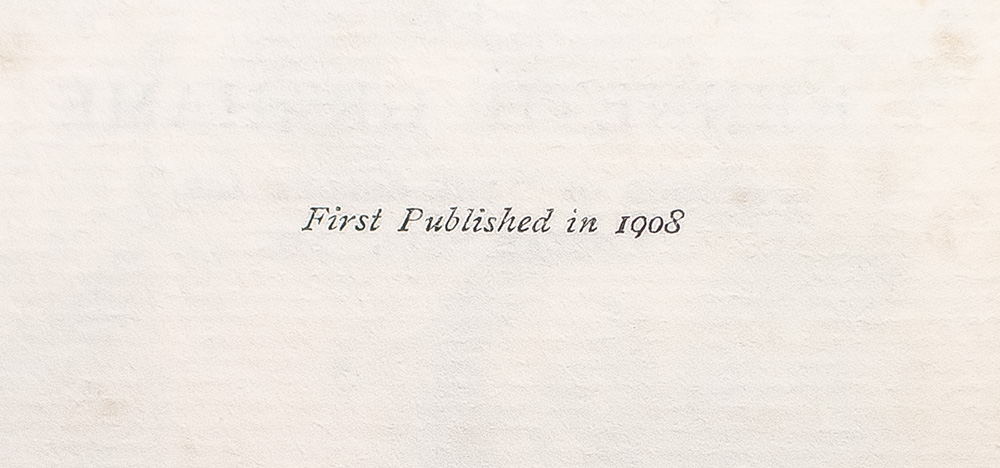 First Published in 1908